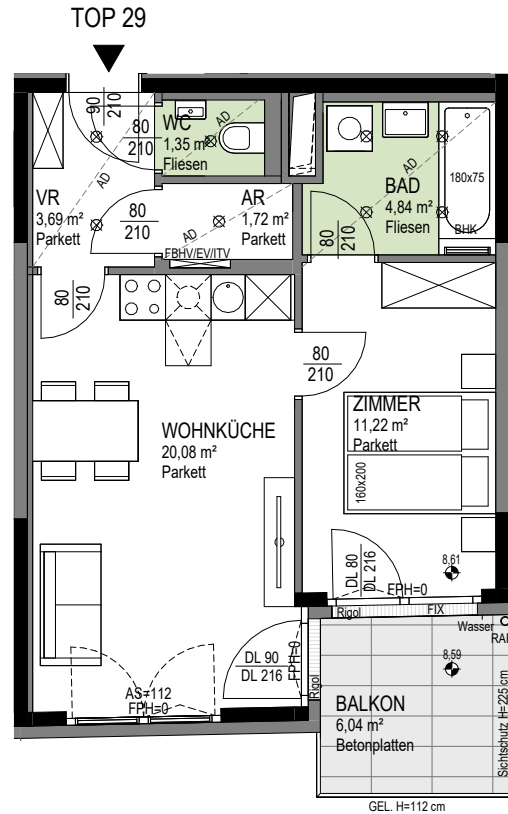 TOP 29
90
210
80
210
WC
1,35 m²
Fliesen
AD
AD
VR
3,69 m²
Parkett
80
210
AD
AR
1,72 m²
Parkett
FBHV/EV/ITV
AD
BAD
4,84 m²
Fliesen
180x75
BHK
80
210
80
210
80
210
WOHNKÜCHE
20,08 m²
Parkett
ZIMMER
11,22 m²
Parkett
160x200
DL 80
DL 216
8,61
FPH=0
Rigol
FIX
Wasser
8,59
DL 90
DL 216
FPH=0
Rigol
AS=112
FPH=0
BALKON
6,04 m²
Betonplatten
Sichtschutz H=225 cm
GEL. H=112 cm